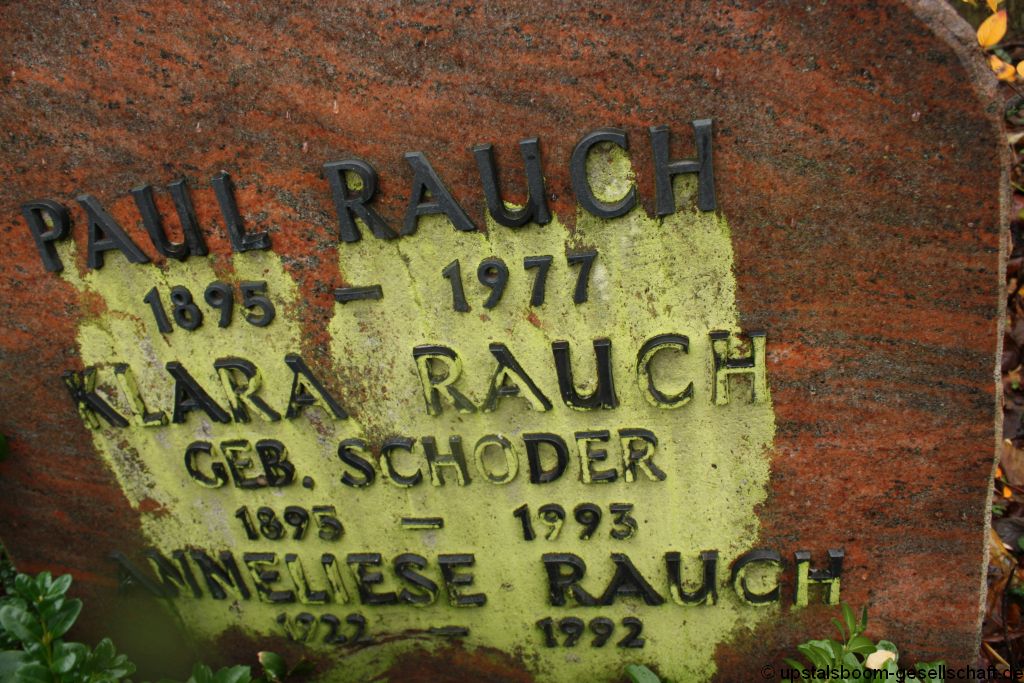 PAUL RAUCH
1895 – 1977
KLARA RAUCH
GEB. SCHODER
1895 – 1993
ANNELIESE RAUCH
1922 – 1992
© upstalsboom-gesellschaft.de